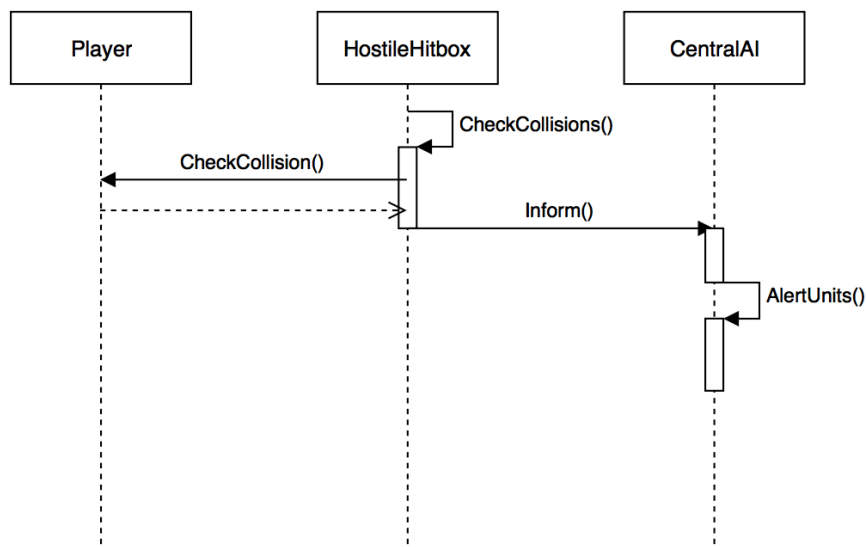 Player
HostileHitbox
CentralAI
CheckCollisions()
CheckCollision()
Inform()
AlertUnits()